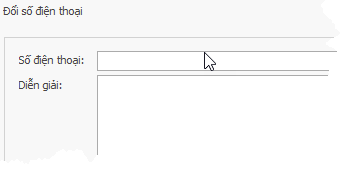 Đổi số điện thoại
Số điện thoại:
Diễn giải: